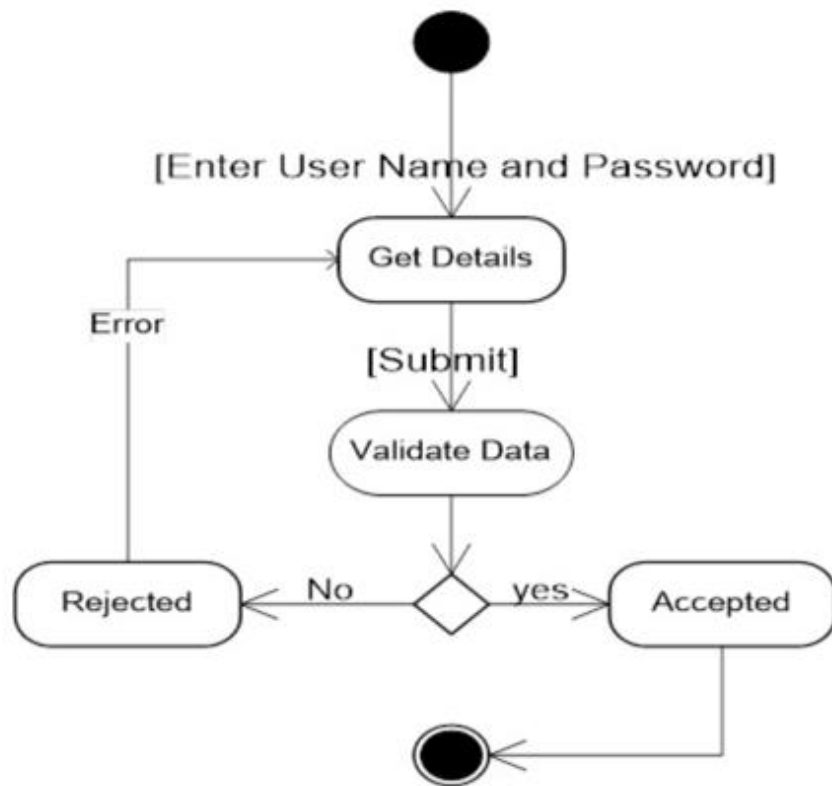 [Enter User Name and Password]
Get Details
Error
[Submit]
Validate Data
Rejected
No
yes
Accepted